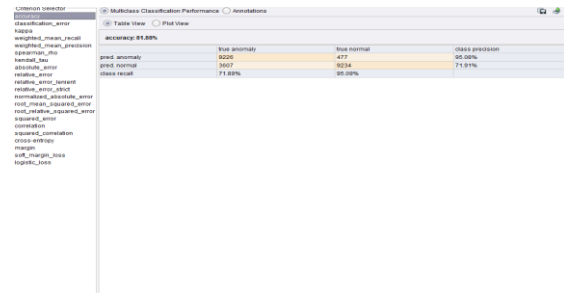 Criterion Selector
accuracy
classification_error
kappa
weighted_mean_recall
weighted_mean_precision
spearman_rho
kendall_tau
absolute_error
relative_error
relative_error_lenient
relative_error_strict
normalized_absolute_error
root_mean_squared_error
root_relative_squared_error
squared_error
correlation
squared_correlation
cross-entropy
margin
soft_margin_loss
logistic_loss
Multiclass Classification Performance Annotations
Table View Plot View
accuracy: 81.88%
true anomaly true normal class precision
pred. anomaly 9226 477 95.08%
pred. normal 3607 9234 71.91%
class recall 71.89% 95.09%